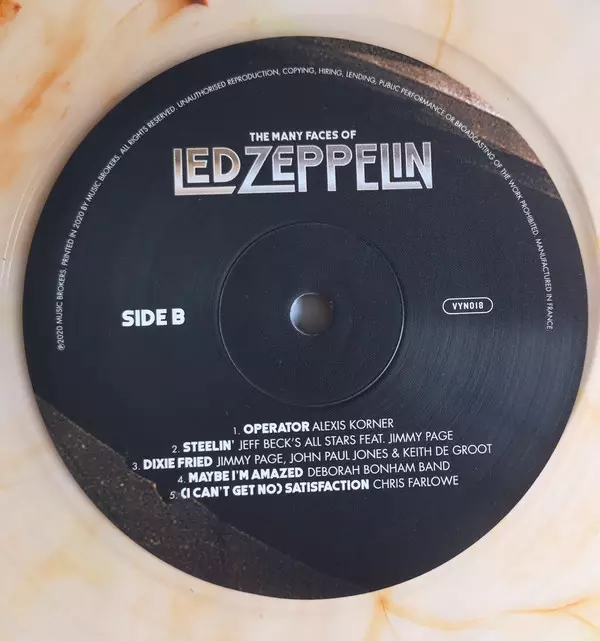 ℗2020 MUSIC BROKERS. PRINTED IN 2020 BY MUSIC BROKERS. ALL RIGHTS RESERVED. UNAUTHORISED REPRODUCTION, COPYING, HIRING, LENDING, PUBLIC PERFORMANCE OR BROADCASTING OF THE WORK PROHIBITED. MANUFACTURED IN FRANCE.
THE MANY FACES OF
LED ZEPPELIN
SIDE B
VYN018
1. OPERATOR ALEXIS KORNER
2. STEELIN' JEFF BECK'S ALL STARS FEAT. JIMMY PAGE
3. DIXIE FRIED JIMMY PAGE, JOHN PAUL JONES & KEITH DE GROOT
4. MAYBE I'M AMAZED DEBORAH BONHAM BAND
5. (I CAN'T GET NO) SATISFACTION CHRIS FARLOWE